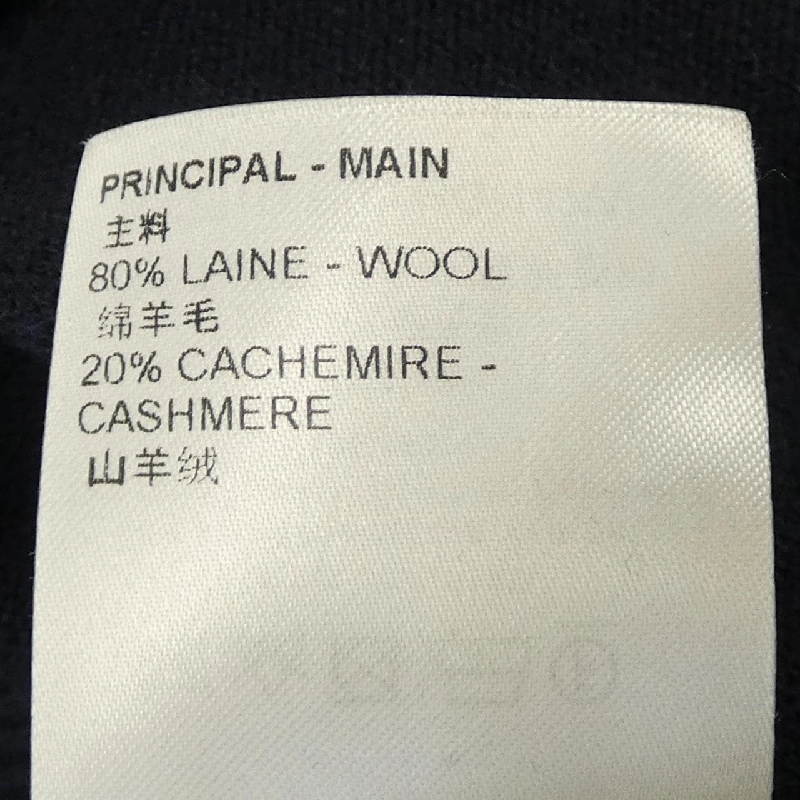 PRINCIPAL - MAIN
主料
80% LAINE - WOOL
绵羊毛
20% CACHEMIRE -
CASHMERE
山羊绒